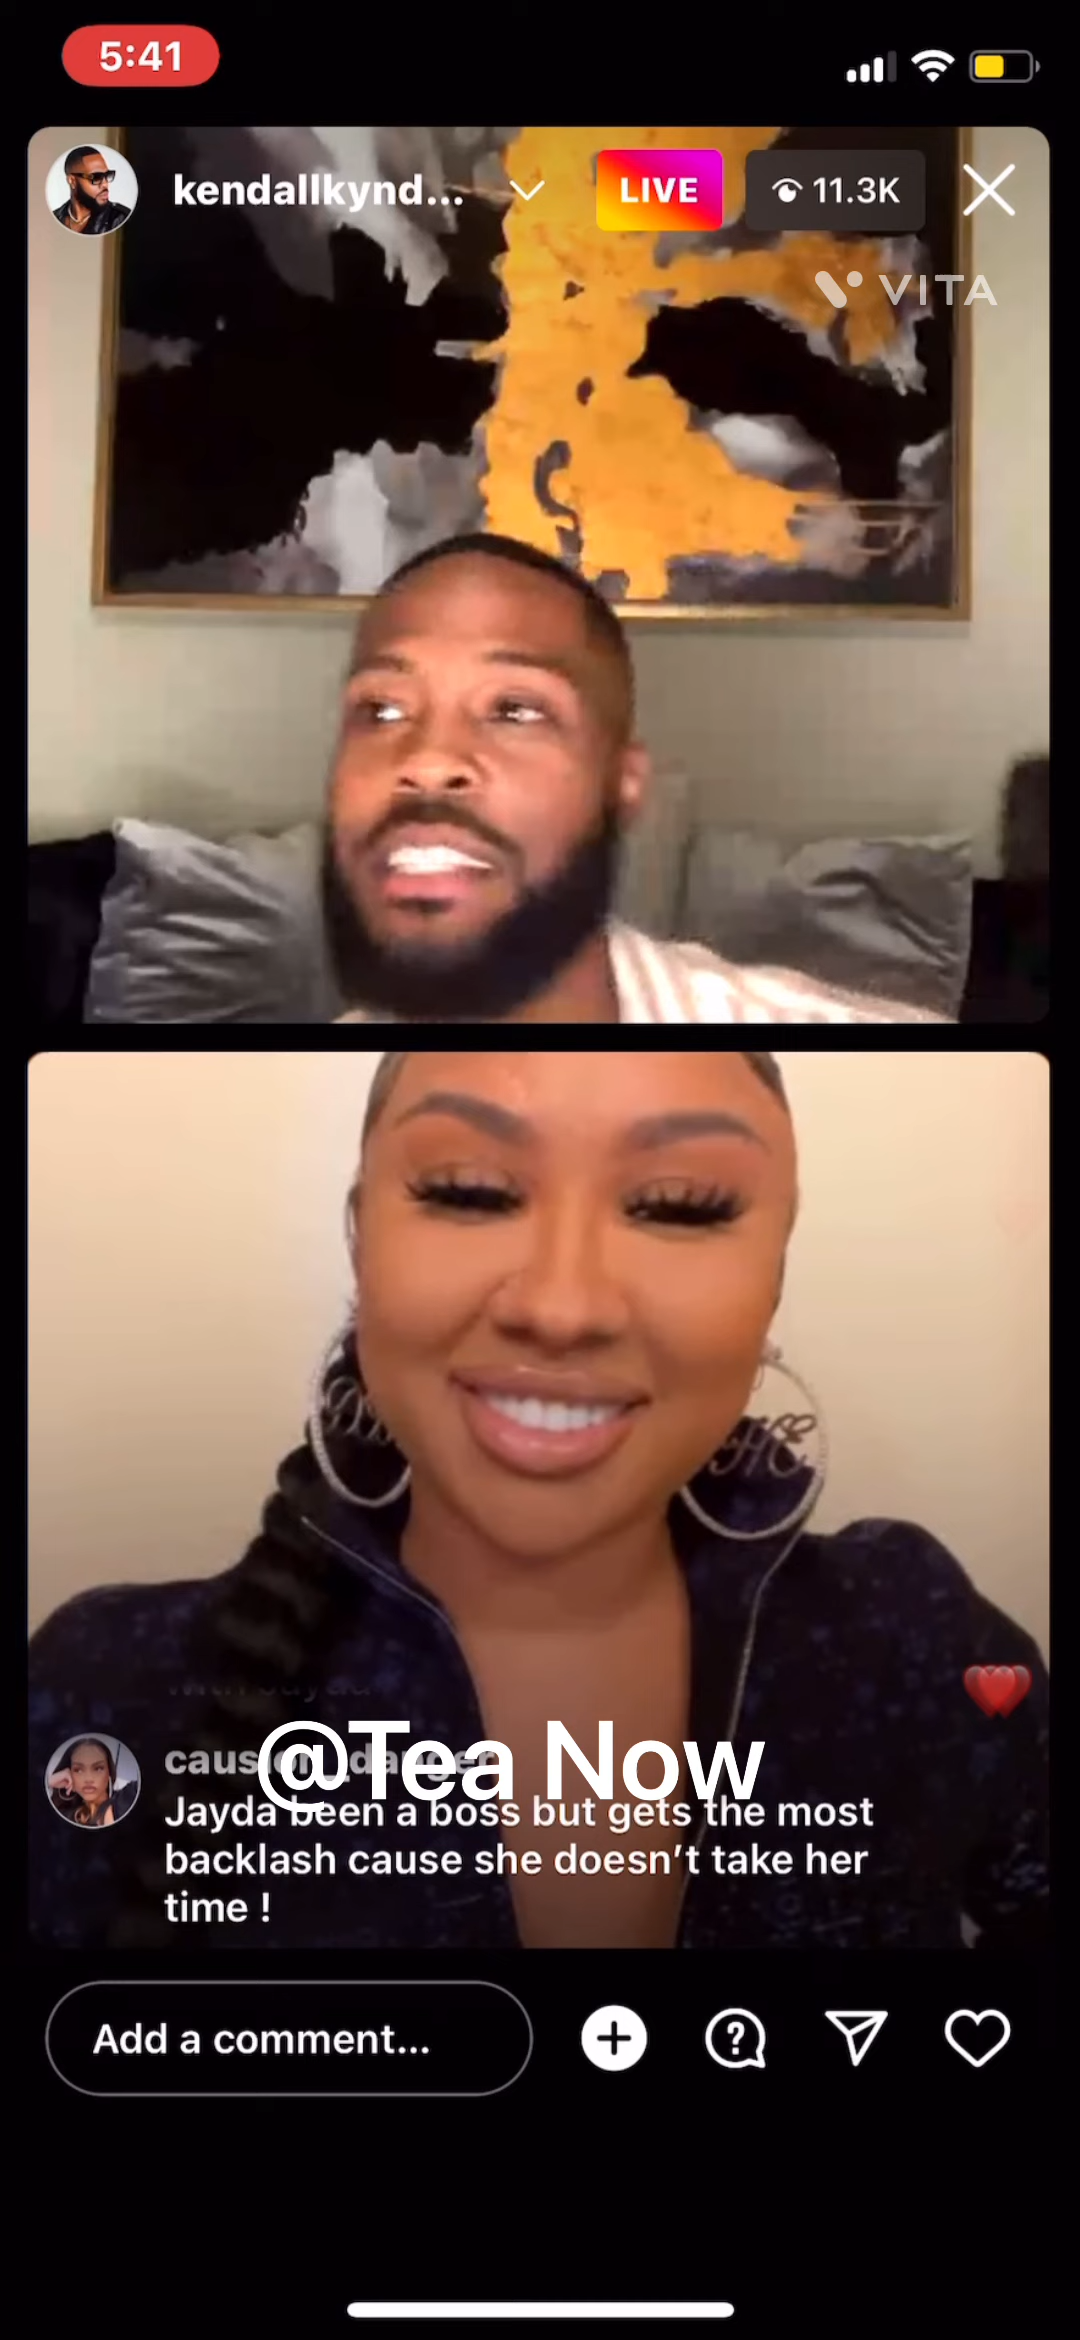 5:41
kendallkynd...
LIVE
11.3K
VITA
@Tea Now
Jayda been a boss but gets the most
backlash cause she doesn't take her
time !
Add a comment...